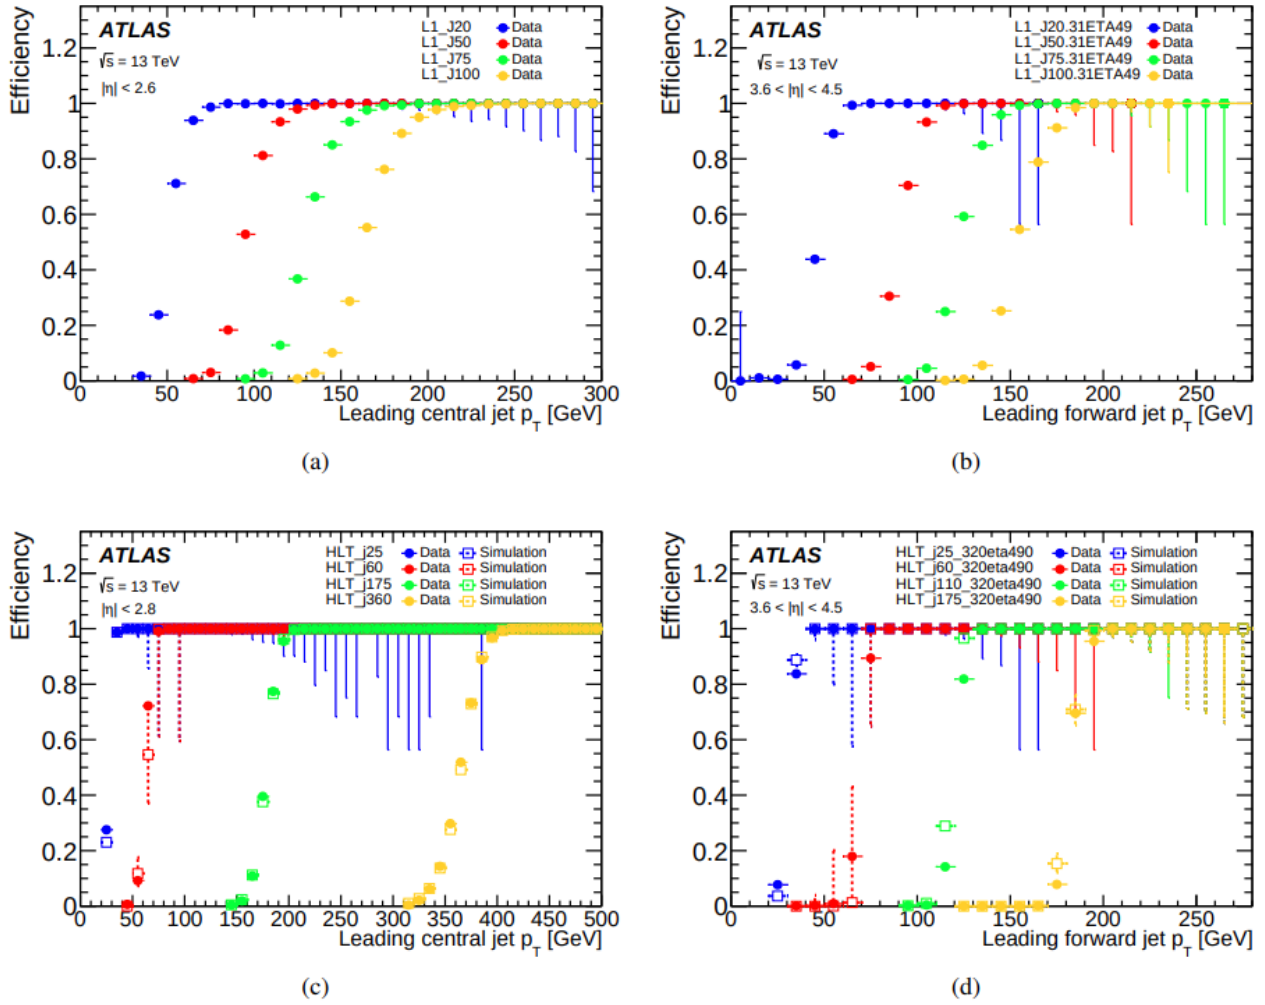 ATLAS
√s = 13 TeV
|η| < 2.6
L1_J20 Data
L1_J50 Data
L1_J75 Data
L1_J100 Data
Efficiency
1.2
1
0.8
0.6
0.4
0.2
0
0 50 100 150 200 250 300
Leading central jet pT [GeV]
(a)
ATLAS
√s = 13 TeV
3.6 < |η| < 4.5
L1_J20.31ETA49 Data
L1_J50.31ETA49 Data
L1_J75.31ETA49 Data
L1_J100.31ETA49 Data
Efficiency
1.2
1
0.8
0.6
0.4
0.2
0
0 50 100 150 200 250
Leading forward jet pT [GeV]
(b)
ATLAS
√s = 13 TeV
|η| < 2.8
HLT_j25 Data Simulation
HLT_j60 Data Simulation
HLT_j175 Data Simulation
HLT_j360 Data Simulation
Efficiency
1.2
1
0.8
0.6
0.4
0.2
0
0 50 100 150 200 250 300 350 400 450 500
Leading central jet pT [GeV]
(c)
ATLAS
√s = 13 TeV
3.6 < |η| < 4.5
HLT_j25_320eta490 Data Simulation
HLT_j60_320eta490 Data Simulation
HLT_j110_320eta490 Data Simulation
HLT_j175_320eta490 Data Simulation
Efficiency
1.2
1
0.8
0.6
0.4
0.2
0
0 50 100 150 200 250
Leading forward jet pT [GeV]
(d)